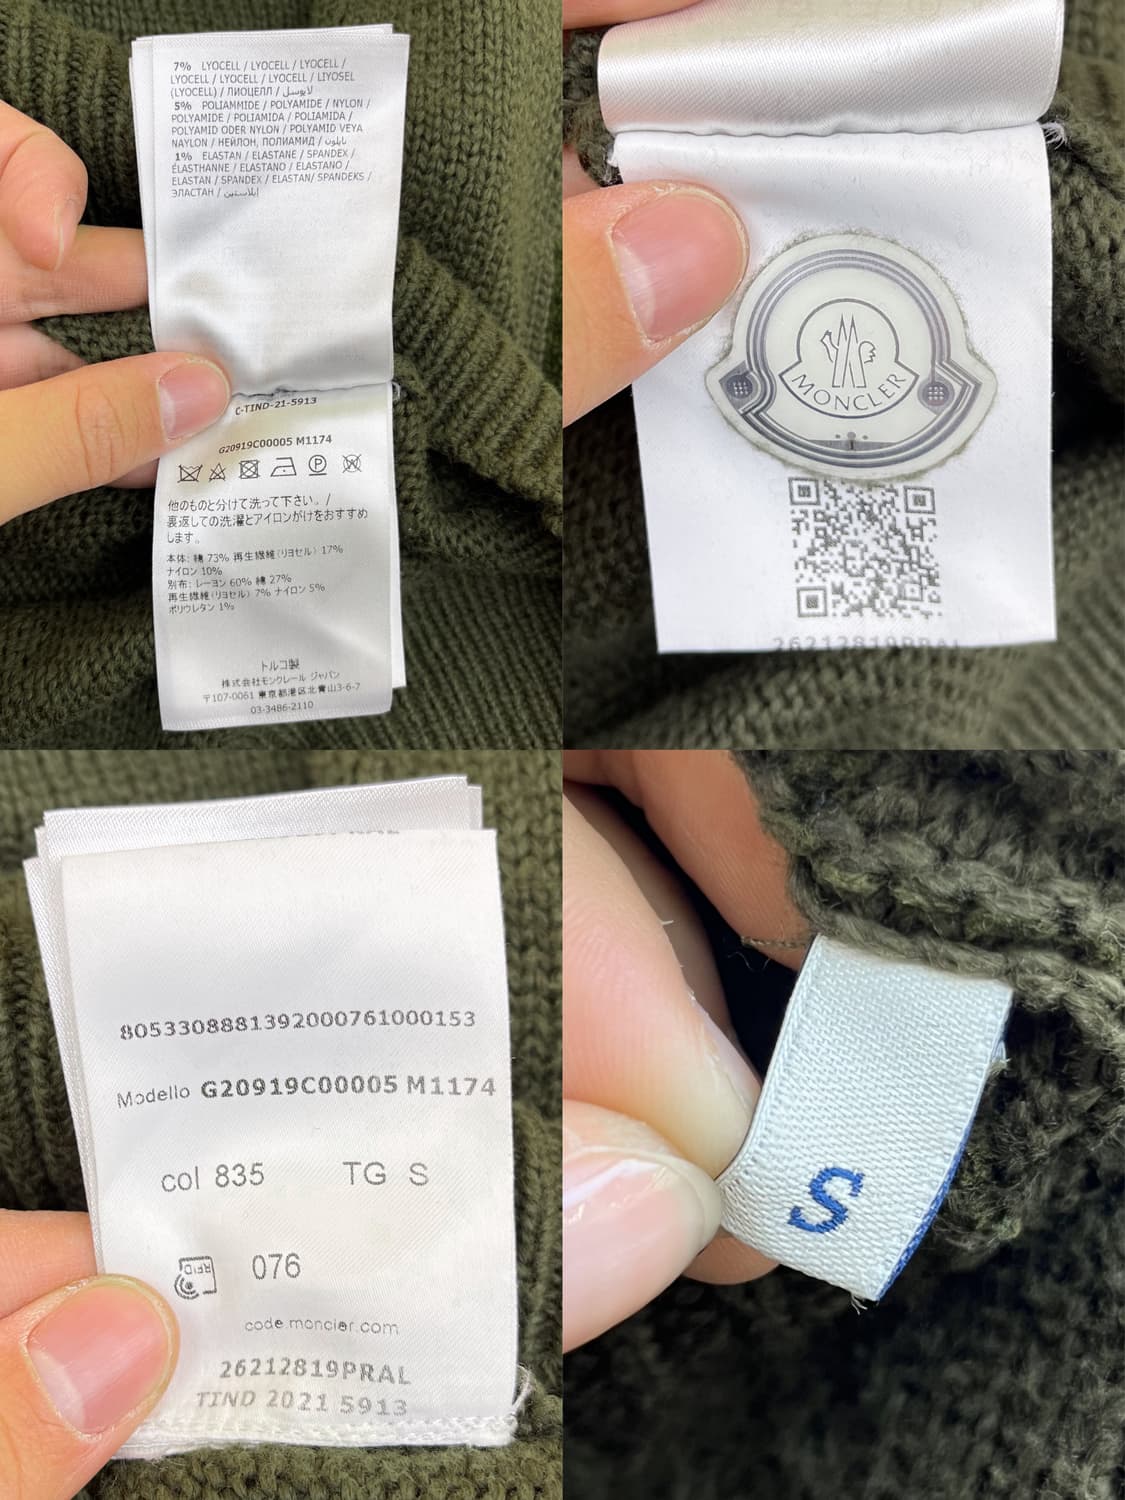 7% LYOCELL / LYOCELL / LYOCELL /
LYOCELL / LYOCELL / LYOCELL / LIYOSEL
(LYOCELL) / ЛИОЦЕЛЛ / لايوسل
5% POLIAMMIDE / POLYAMIDE / NYLON /
POLYAMIDE / POLIAMIDA / POLIAMIDA /
POLYAMID ODER NYLON / POLYAMID VEYA
NAYLON / НЕЙЛОН, ПОЛИАМИД / نايلون
1% ELASTAN / ELASTANE / SPANDEX /
ÉLASTHANNE / ELASTANO / ELASTANO /
ELASTAN / SPANDEX / ELASTAN/ SPANDEKS /
ЭЛАСТАН / ايلاستين
C-TIND-21-5913
G20919C00005 M1174
他のものと分けて洗って下さい。/
裏返しての洗濯とアイロンがけをおすすめ
します。
本体: 棉 73% 再生繊維(リヨセル) 17%
ナイロン 10%
別布: レーヨン 60% 棉 27%
再生繊維(リヨセル) 7% ナイロン 5%
ポリウレタン 1%
トルコ製
株式会社モンクレール ジャパン
〒107-0061 東京都港区北青山3-6-7
03-3486-2110
MONCLER
26212819PRAL
8053308881392000761000153
Modello G20919C00005 M1174
col 835 TG S
RFID 076
code.moncler.com
26212819PRAL
TIND 2021 5913
S